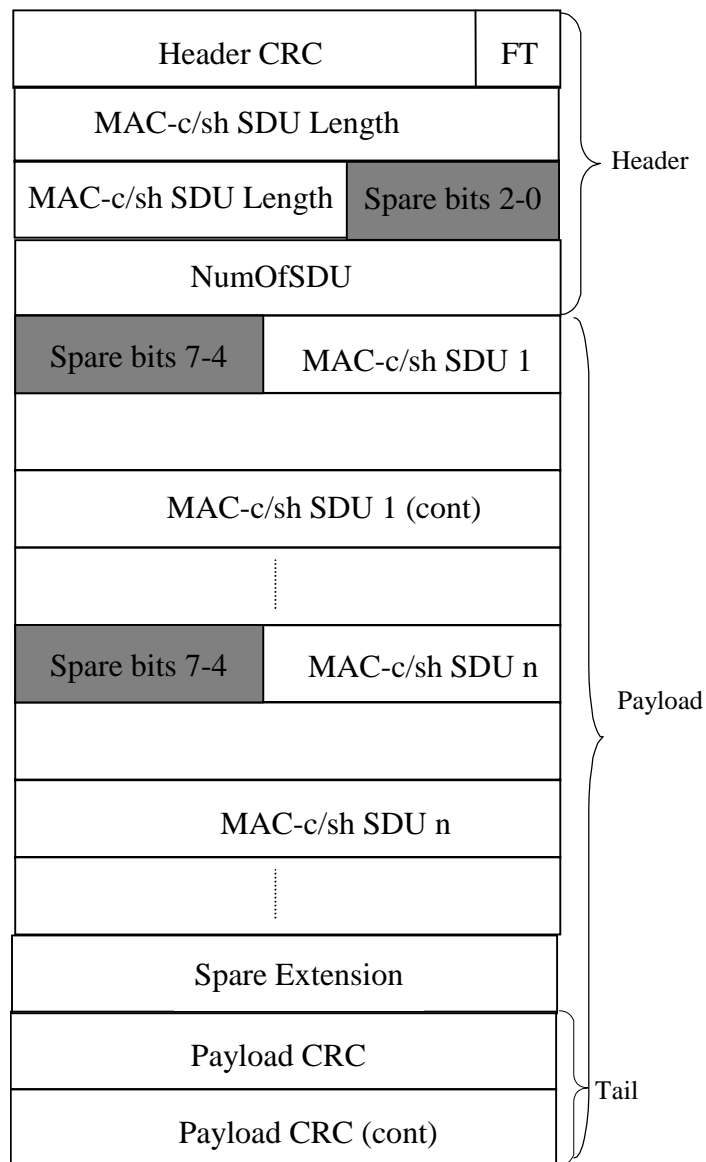 Header CRC FT
MAC-c/sh SDU Length
MAC-c/sh SDU Length Spare bits 2-0
Header
NumOfSDU
Spare bits 7-4 MAC-c/sh SDU 1
MAC-c/sh SDU 1 (cont)
Spare bits 7-4 MAC-c/sh SDU n
Payload
MAC-c/sh SDU n
Spare Extension
Payload CRC
Tail
Payload CRC (cont)